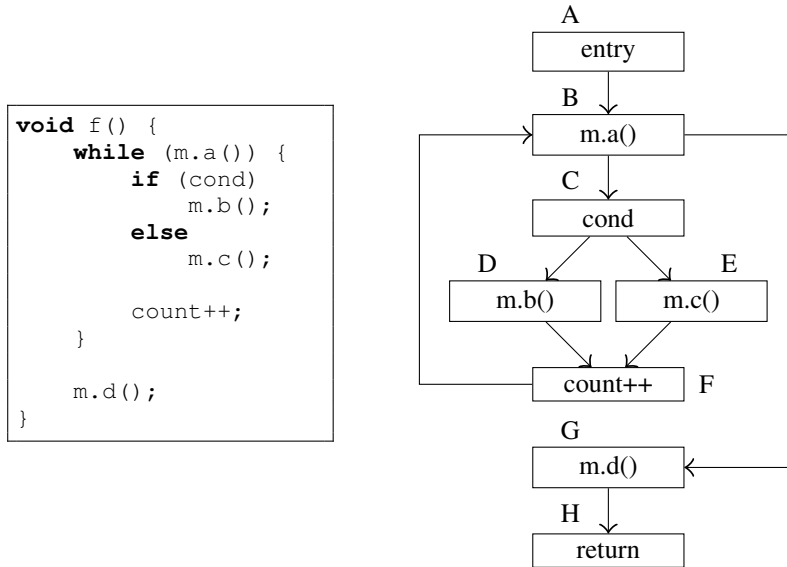 void f() {
    while (m.a()) {
        if (cond)
            m.b();
        else
            m.c();

        count++;
    }

    m.d();
}
A
entry
B
m.a()
C
cond
D
m.b()
E
m.c()
count++
F
G
m.d()
H
return